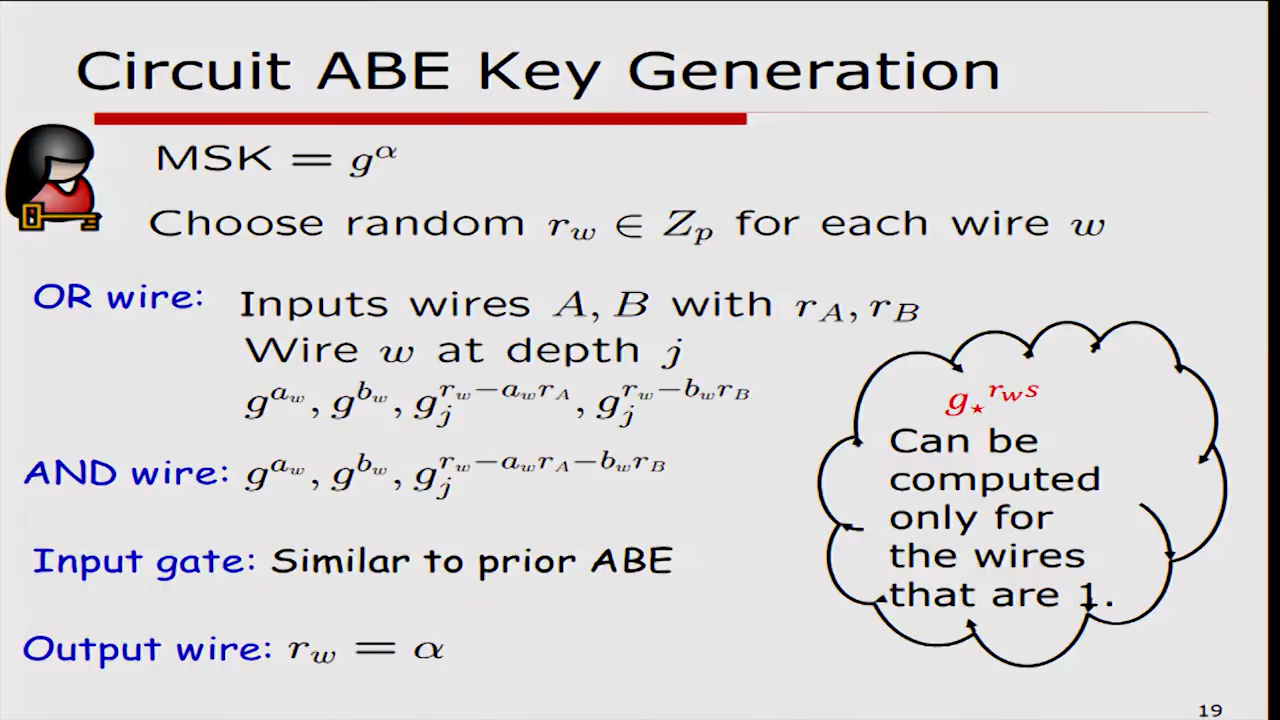 Circuit ABE Key Generation
MSK = g^α
Choose random r_w ∈ Z_p for each wire w
OR wire: Inputs wires A, B with r_A, r_B
Wire w at depth j
g^{a_w}, g^{b_w}, g_j^{r_w − a_w r_A}, g_j^{r_w − b_w r_B}
AND wire: g^{a_w}, g^{b_w}, g_j^{r_w − a_w r_A − b_w r_B}
Input gate: Similar to prior ABE
Output wire: r_w = α
g_⋆^{r_w s}
Can be
computed
only for
the wires
that are 1.
19